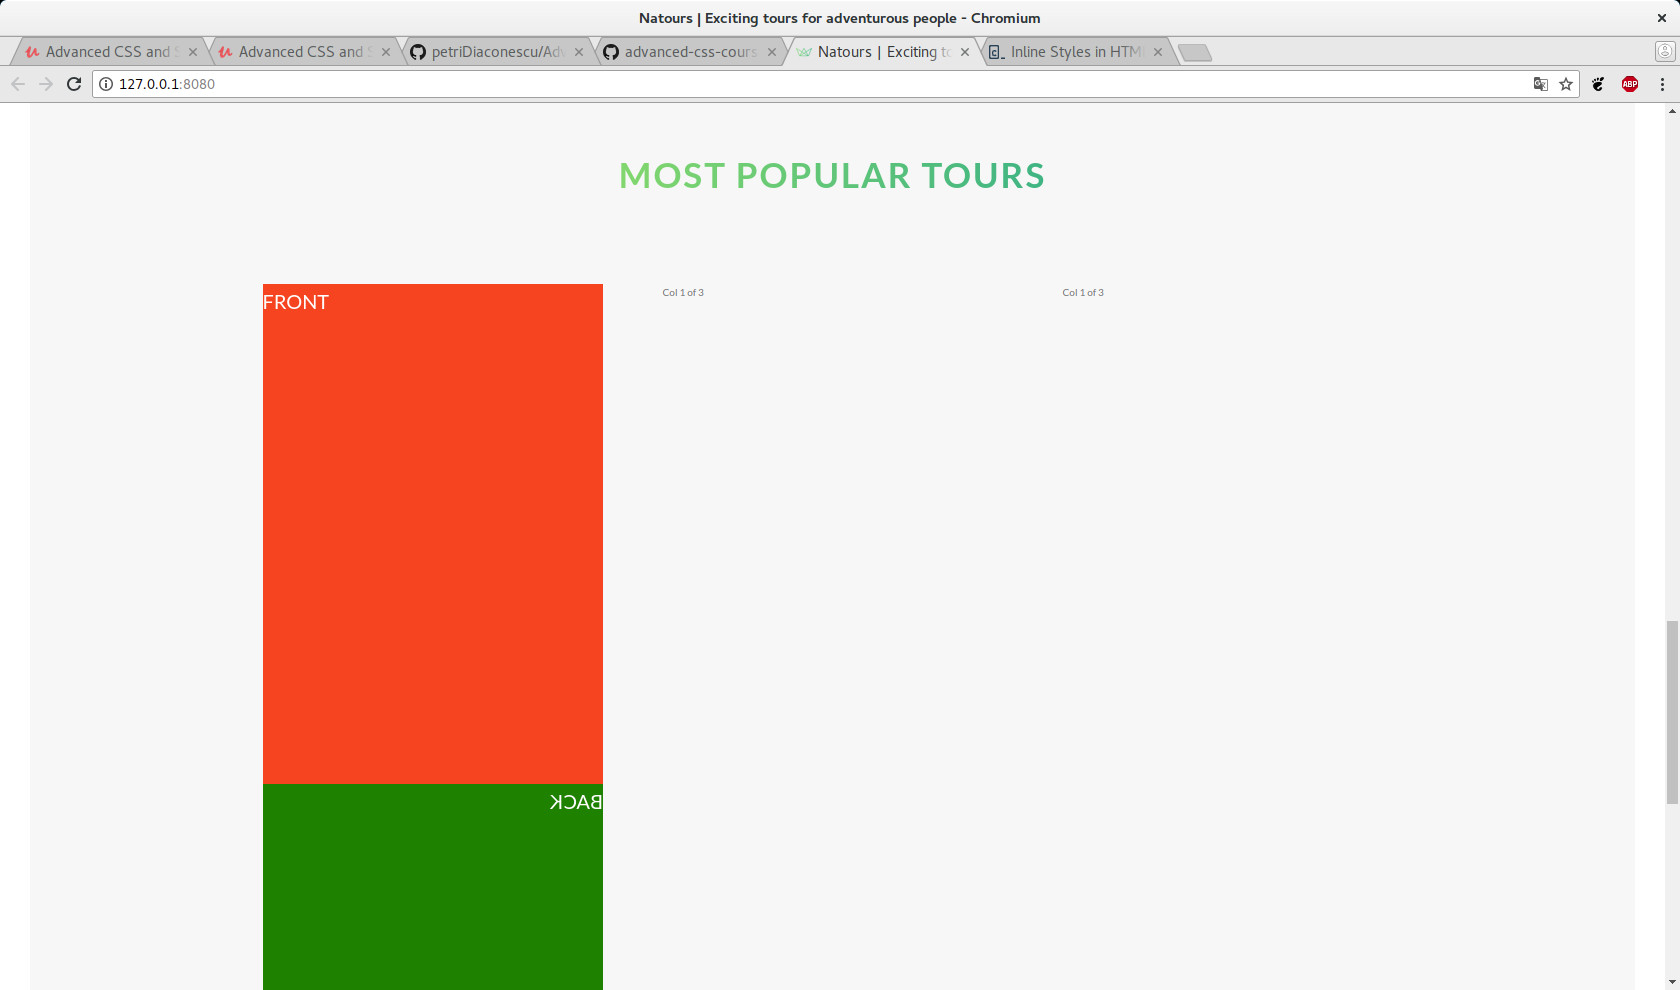 Natours | Exciting tours for adventurous people - Chromium
Advanced CSS and S
Advanced CSS and S
petriDiaconescu/Adv
advanced-css-cours
Natours | Exciting to
Inline Styles in HTM
127.0.0.1:8080
ABP
MOST POPULAR TOURS
FRONT
Col 1 of 3
Col 1 of 3
BACK